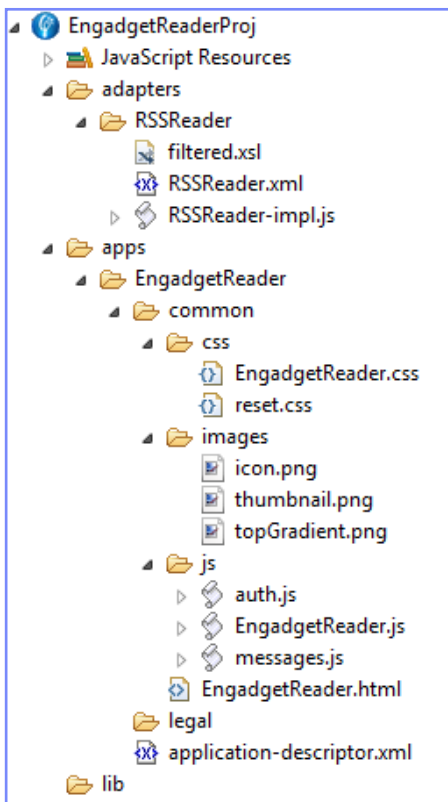 EngadgetReaderProj
JavaScript Resources
adapters
RSSReader
filtered.xsl
RSSReader.xml
RSSReader-impl.js
apps
EngadgetReader
common
css
EngadgetReader.css
reset.css
images
icon.png
thumbnail.png
topGradient.png
js
auth.js
EngadgetReader.js
messages.js
EngadgetReader.html
legal
application-descriptor.xml
lib